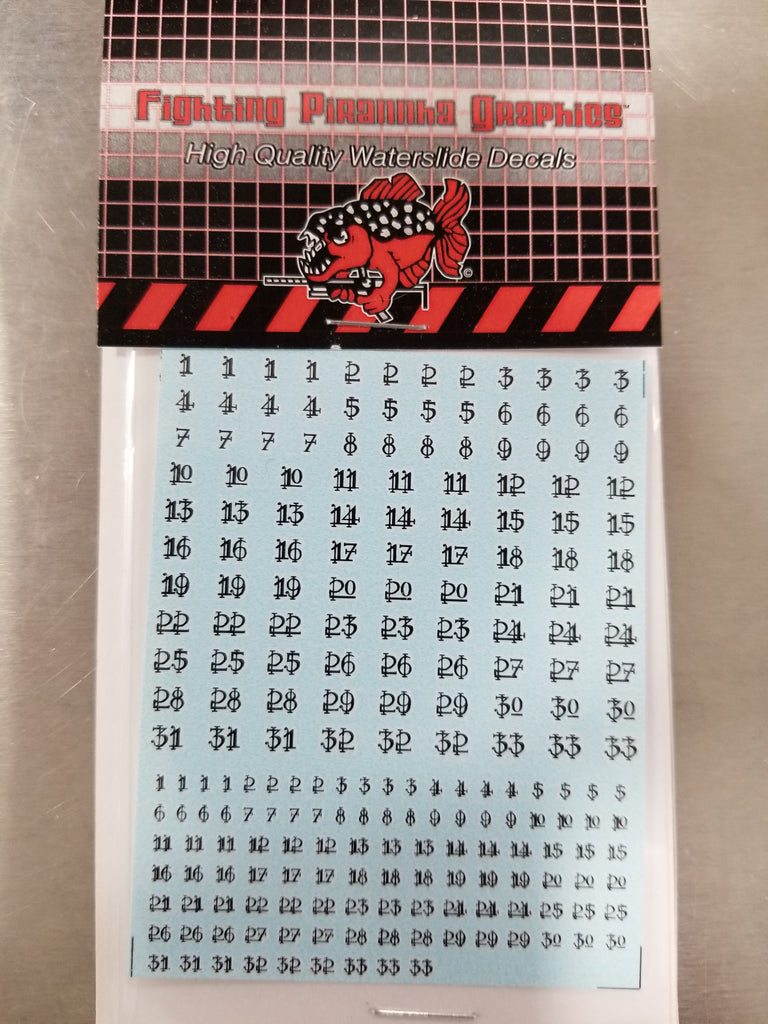 Fighting Pirannha Graphics™
High Quality Waterslide Decals
©
1 1 1 1 2 2 2 2 3 3 3 3
4 4 4 4 5 5 5 5 6 6 6 6
7 7 7 7 8 8 8 8 9 9 9 9
10 10 10 11 11 11 12 12 12
13 13 13 14 14 14 15 15 15
16 16 16 17 17 17 18 18 18
19 19 19 20 20 20 21 21 21
22 22 22 23 23 23 24 24 24
25 25 25 26 26 26 27 27 27
28 28 28 29 29 29 30 30 30
31 31 31 32 32 32 33 33 33
1 1 1 1 2 2 2 2 3 3 3 3 4 4 4 4 5 5 5 5
6 6 6 6 7 7 7 7 8 8 8 8 9 9 9 9 10 10 10 10
11 11 11 12 12 12 13 13 13 14 14 14 15 15 15
16 16 16 17 17 17 18 18 18 19 19 19 20 20 20
21 21 21 22 22 22 23 23 23 24 24 24 25 25 25
26 26 26 27 27 27 28 28 28 29 29 29 30 30 30
31 31 31 32 32 32 33 33 33